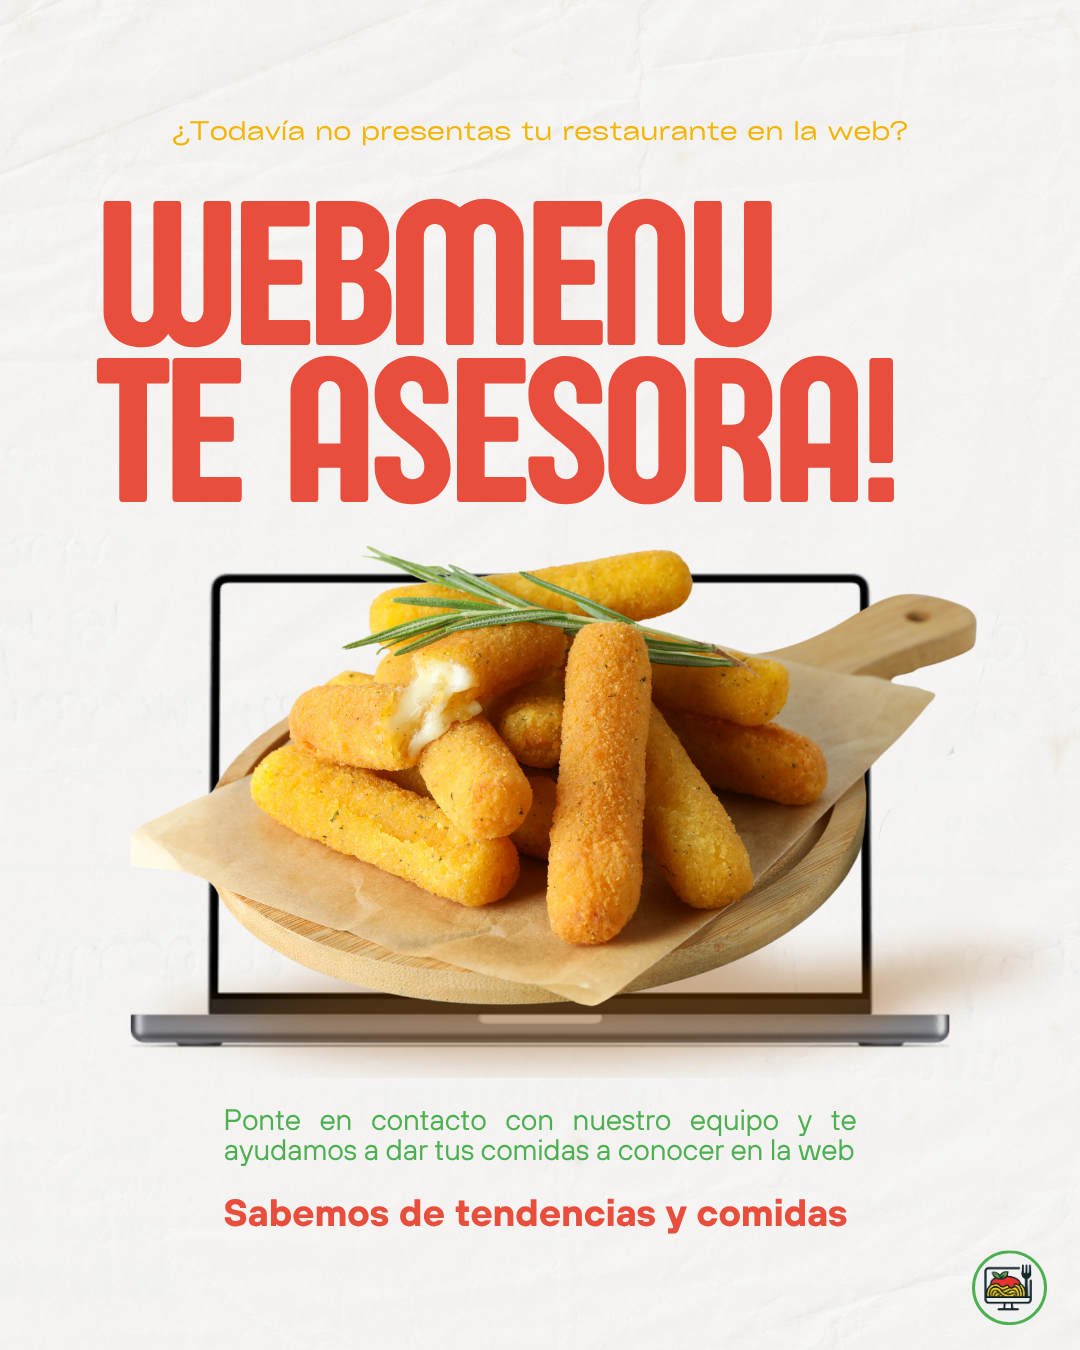 ¿Todavía no presentas tu restaurante en la web?
WEBMENU
TE ASESORA!
Ponte en contacto con nuestro equipo y te
ayudamos a dar tus comidas a conocer en la web
Sabemos de tendencias y comidas